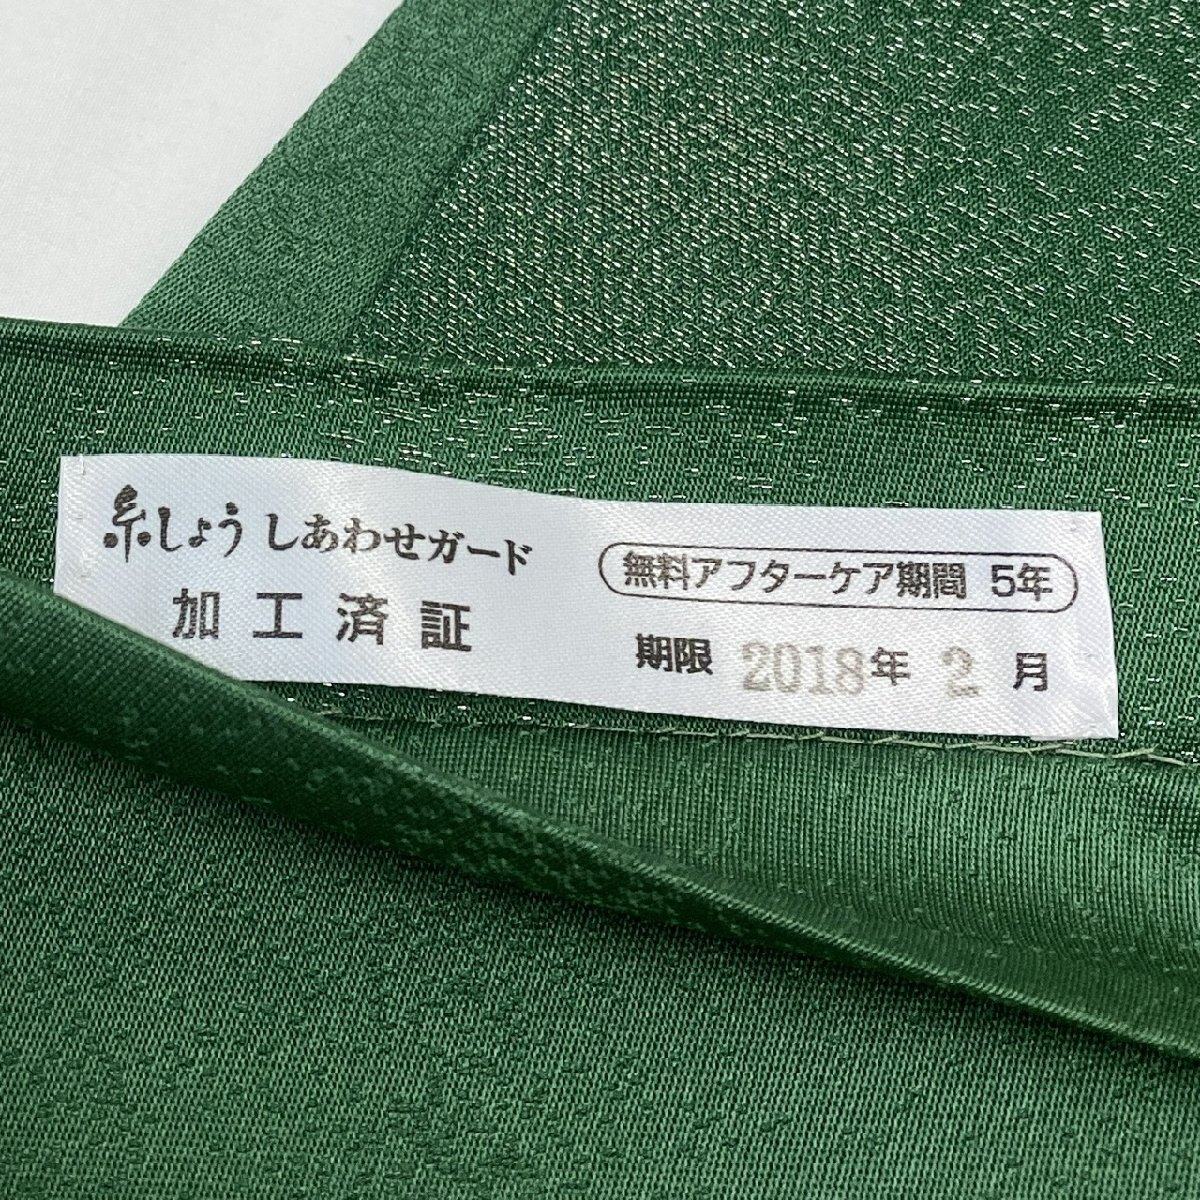 糸しょう しあわせガード
加工済証
無料アフターケア期間 5年
期限 2018年 2月